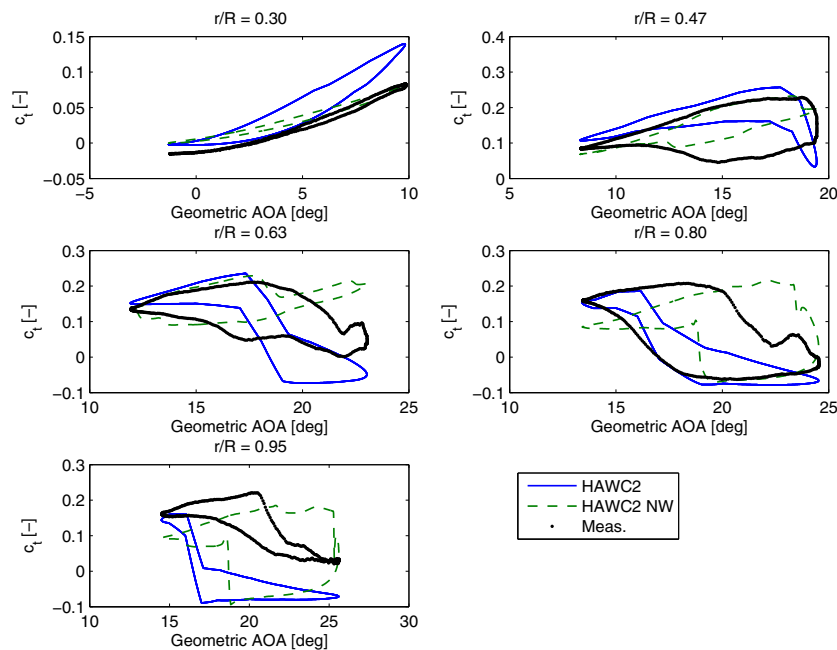 r/R = 0.30
0.15
0.1
0.05
0
−0.05
c_t [−]
−5
0
5
10
Geometric AOA [deg]
r/R = 0.47
0.4
0.3
0.2
0.1
0
c_t [−]
5
10
15
20
Geometric AOA [deg]
r/R = 0.63
0.3
0.2
0.1
0
−0.1
c_t [−]
10
15
20
25
Geometric AOA [deg]
r/R = 0.80
0.3
0.2
0.1
0
−0.1
c_t [−]
10
15
20
25
Geometric AOA [deg]
r/R = 0.95
0.3
0.2
0.1
0
−0.1
c_t [−]
10
15
20
25
30
Geometric AOA [deg]
HAWC2
HAWC2 NW
Meas.